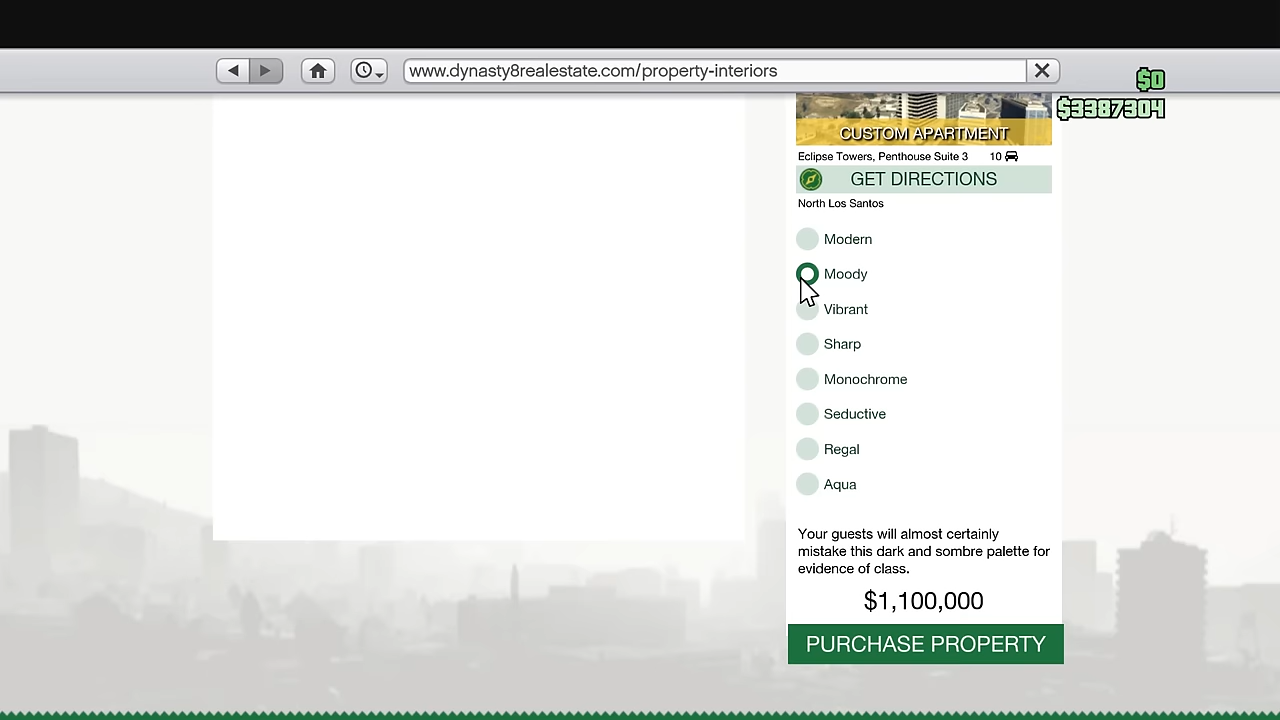 www.dynasty8realestate.com/property-interiors
$0
$3387304
CUSTOM APARTMENT
Eclipse Towers, Penthouse Suite 3 10
GET DIRECTIONS
North Los Santos
Modern
Moody
Vibrant
Sharp
Monochrome
Seductive
Regal
Aqua
Your guests will almost certainly
mistake this dark and sombre palette for
evidence of class.
$1,100,000
PURCHASE PROPERTY